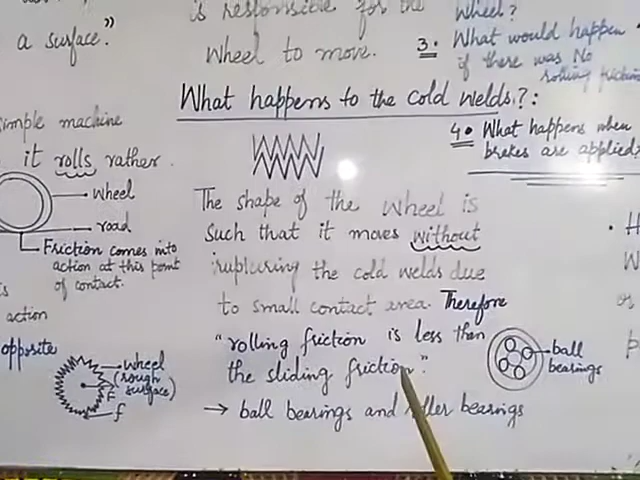 a surface."
simple machine
it rolls rather
wheel
road
Friction comes into
action at this point
of contact.
action
opposite
wheel
(rough
surface)
F
f
is responsible for the
Wheel to move.
What happens to the cold welds?:
The shape of the wheel is
such that it moves without
rupturing the cold welds due
to small contact area. Therefore
"rolling friction is less then
the sliding friction"
→ ball bearings and roller bearings
ball
bearings
Wheel?
3. What would happen
if there was No
rolling friction
4. What happens when
brakes are applied?
or